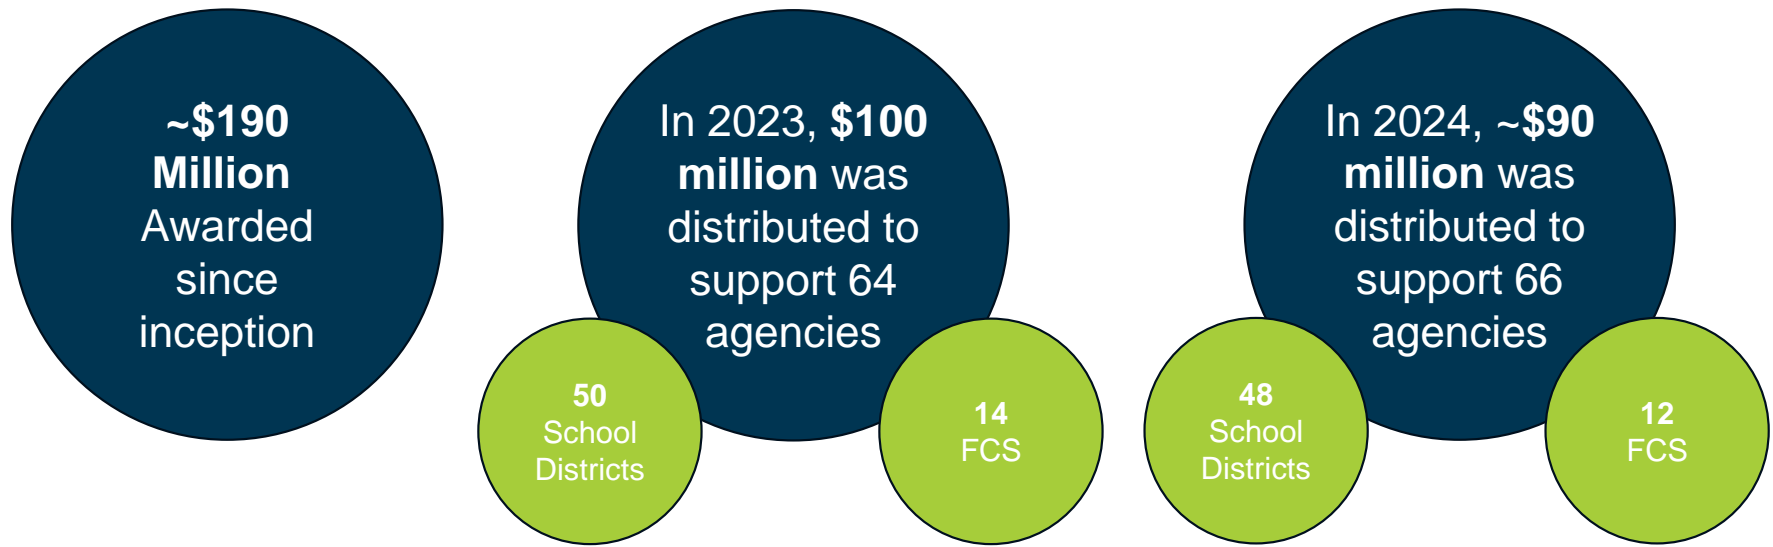 ~$190
Million
Awarded
since
inception
In 2023, $100
million was
distributed to
support 64
agencies
50
School
Districts
14
FCS
In 2024, ~$90
million was
distributed to
support 66
agencies
48
School
Districts
12
FCS